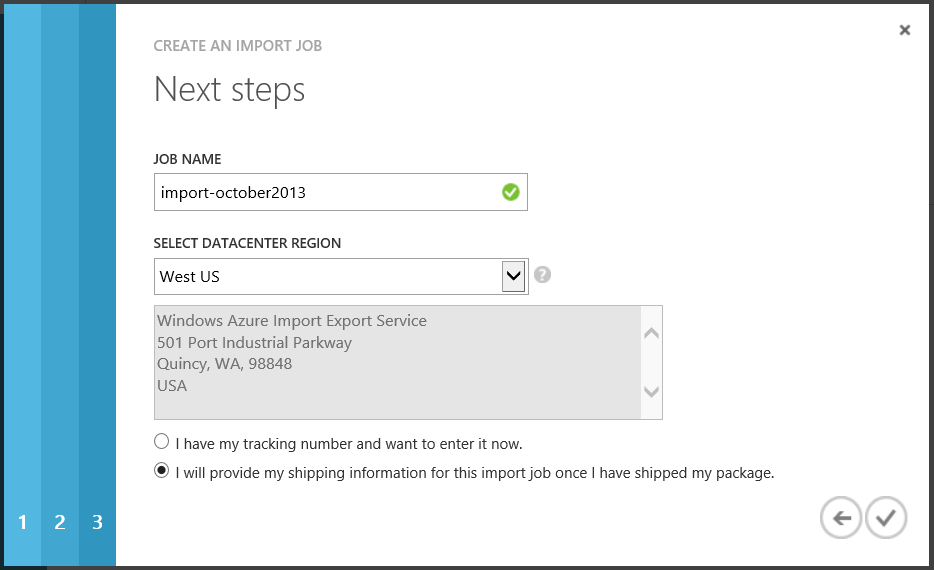 CREATE AN IMPORT JOB
Next steps
JOB NAME
import-october2013
SELECT DATACENTER REGION
West US
?
Windows Azure Import Export Service
501 Port Industrial Parkway
Quincy, WA, 98848
USA
I have my tracking number and want to enter it now.
I will provide my shipping information for this import job once I have shipped my package.
1 2 3